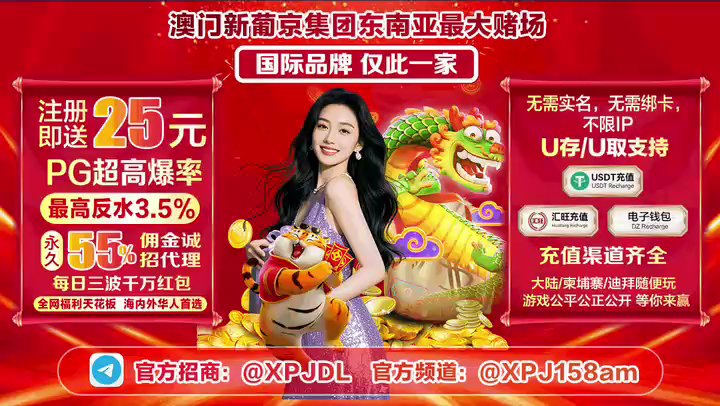 澳门新葡京集团东南亚最大赌场
国际品牌 仅此一家
注册即送25元
PG超高爆率
最高反水3.5%
永久55%佣金诚招代理
每日三波千万红包
全网福利天花板 海内外华人首选
无需实名，无需绑卡，
不限IP
U存/U取支持
USDT充值
USDT Recharge
汇旺充值
Huiwang Recharge
电子钱包
DZ Recharge
充值渠道齐全
大陆/柬埔寨/迪拜随便玩
游戏公平公正公开 等你来赢
官方招商：@XPJDL 官方频道：@XPJ158am